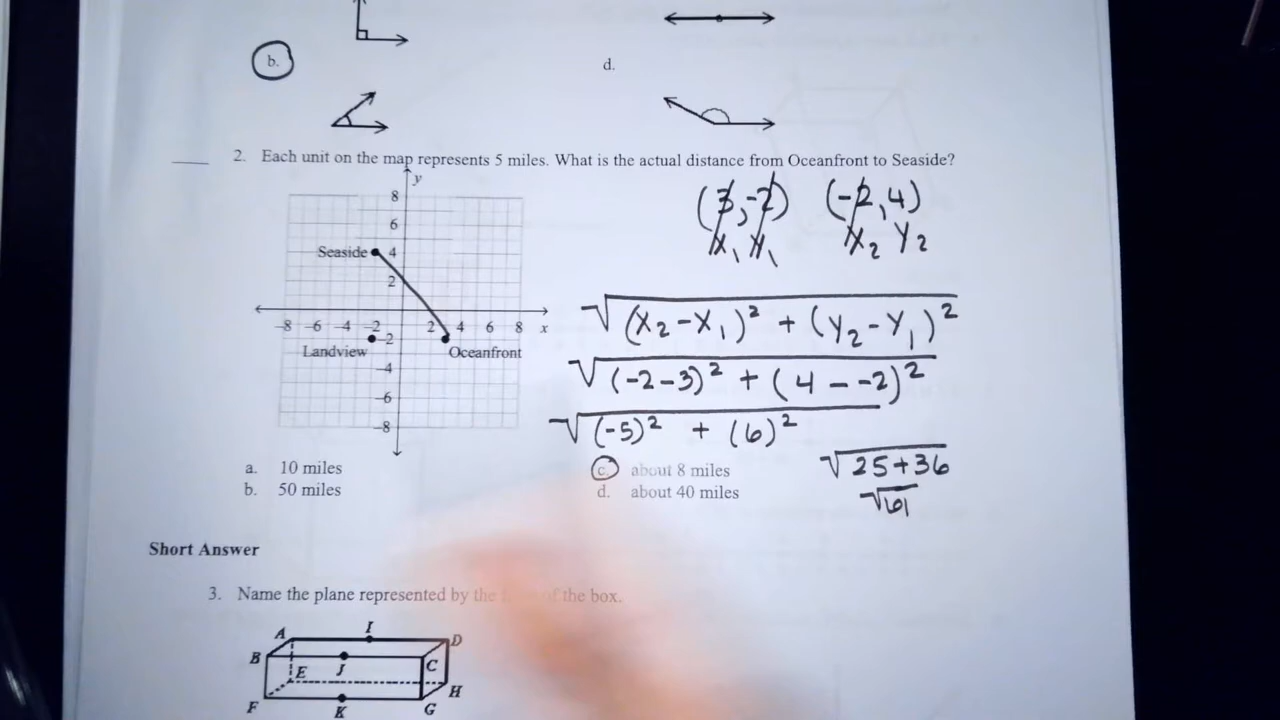 b.
d.
2. Each unit on the map represents 5 miles. What is the actual distance from Oceanfront to Seaside?
y
8
6
Seaside 4
2
-8 -6 -4 -2 2 4 6 8 x
-2
Landview Oceanfront
-4
-6
-8
(3,-2) (-2,4)
X₁ Y₁ X₂ Y₂
√(X₂-X₁)² + (Y₂-Y₁)²
√(-2-3)² + (4--2)²
√(-5)² + (6)²
√25+36
√61
a. 10 miles
b. 50 miles
c. about 8 miles
d. about 40 miles
Short Answer
3. Name the plane represented by the of the box.
A I D
B E J C
H
F K G